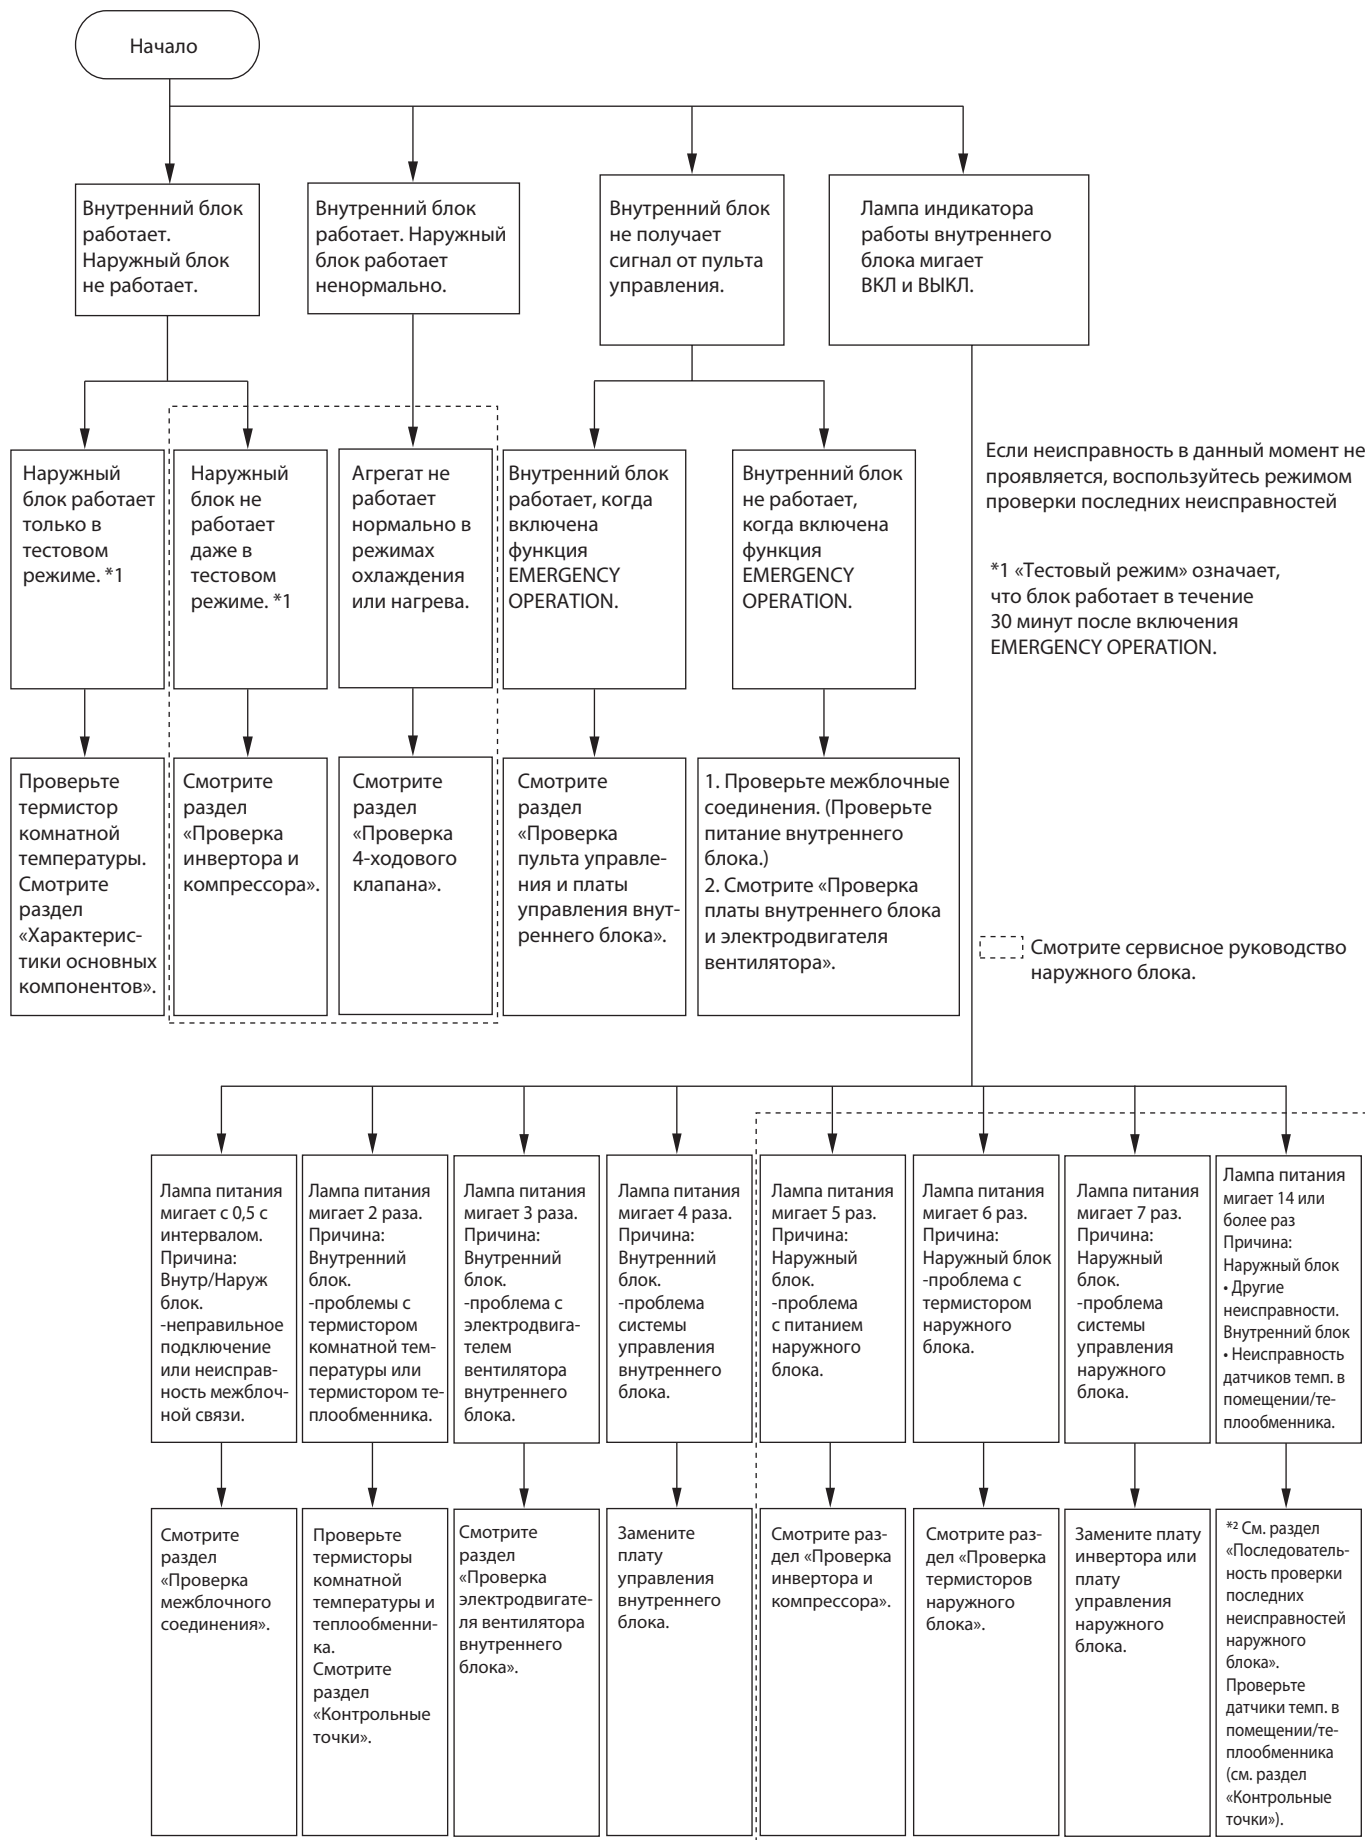 Начало
Внутренний блок
работает.
Наружный блок
не работает.
Внутренний блок
работает. Наружный
блок работает
ненормально.
Внутренний блок
не получает
сигнал от пульта
управления.
Лампа индикатора
работы внутреннего
блока мигает
ВКЛ и ВЫКЛ.
Наружный
блок работает
только в
тестовом
режиме. *1
Наружный
блок не
работает
даже в
тестовом
режиме. *1
Агрегат не
работает
нормально в
режимах
охлаждения
или нагрева.
Внутренний блок
работает, когда
включена
функция
EMERGENCY
OPERATION.
Внутренний блок
не работает,
когда включена
функция
EMERGENCY
OPERATION.
Если неисправность в данный момент не
проявляется, воспользуйтесь режимом
проверки последних неисправностей
*1 «Тестовый режим» означает,
что блок работает в течение
30 минут после включения
EMERGENCY OPERATION.
Проверьте
термистор
комнатной
температуры.
Смотрите
раздел
«Характерис-
тики основных
компонентов».
Смотрите
раздел
«Проверка
инвертора и
компрессора».
Смотрите
раздел
«Проверка
4-ходового
клапана».
Смотрите
раздел
«Проверка
пульта управле-
ния и платы
управления внут-
реннего блока».
1. Проверьте межблочные
соединения. (Проверьте
питание внутреннего
блока.)
2. Смотрите «Проверка
платы внутреннего блока
и электродвигателя
вентилятора».
Смотрите сервисное руководство
наружного блока.
Лампа питания
мигает с 0,5 с
интервалом.
Причина:
Внутр/Наруж
блок.
-неправильное
подключение
или неисправ-
ность межблоч-
ной связи.
Лампа питания
мигает 2 раза.
Причина:
Внутренний
блок.
-проблемы с
термистором
комнатной тем-
пературы или
термистором те-
плообменника.
Лампа питания
мигает 3 раза.
Причина:
Внутренний
блок.
-проблема с
электродвига-
телем
вентилятора
внутреннего
блока.
Лампа питания
мигает 4 раза.
Причина:
Внутренний
блок.
-проблема
системы
управления
внутреннего
блока.
Лампа питания
мигает 5 раз.
Причина:
Наружный
блок.
-проблема
с питанием
наружного
блока.
Лампа питания
мигает 6 раз.
Причина:
Наружный блок
-проблема с
термистором
наружного
блока.
Лампа питания
мигает 7 раз.
Причина:
Наружный
блок.
-проблема
системы
управления
наружного
блока.
Лампа питания
мигает 14 или
более раз
Причина:
Наружный блок
• Другие
неисправности.
Внутренний блок
• Неисправность
датчиков темп. в
помещении/те-
плообменника.
Смотрите
раздел
«Проверка
межблочного
соединения».
Проверьте
термисторы
комнатной
температуры и
теплообменни-
ка.
Смотрите
раздел
«Контрольные
точки».
Смотрите
раздел
«Проверка
электродвигате-
ля вентилятора
внутреннего
блока».
Замените
плату
управления
внутреннего
блока.
Смотрите раз-
дел «Проверка
инвертора и
компрессора».
Смотрите раз-
дел «Проверка
термисторов
наружного
блока».
Замените плату
инвертора или
плату
управления
наружного
блока.
*² См. раздел
«Последователь-
ность проверки
последних
неисправностей
наружного
блока».
Проверьте
датчики темп. в
помещении/те-
плообменника
(см. раздел
«Контрольные
точки»).